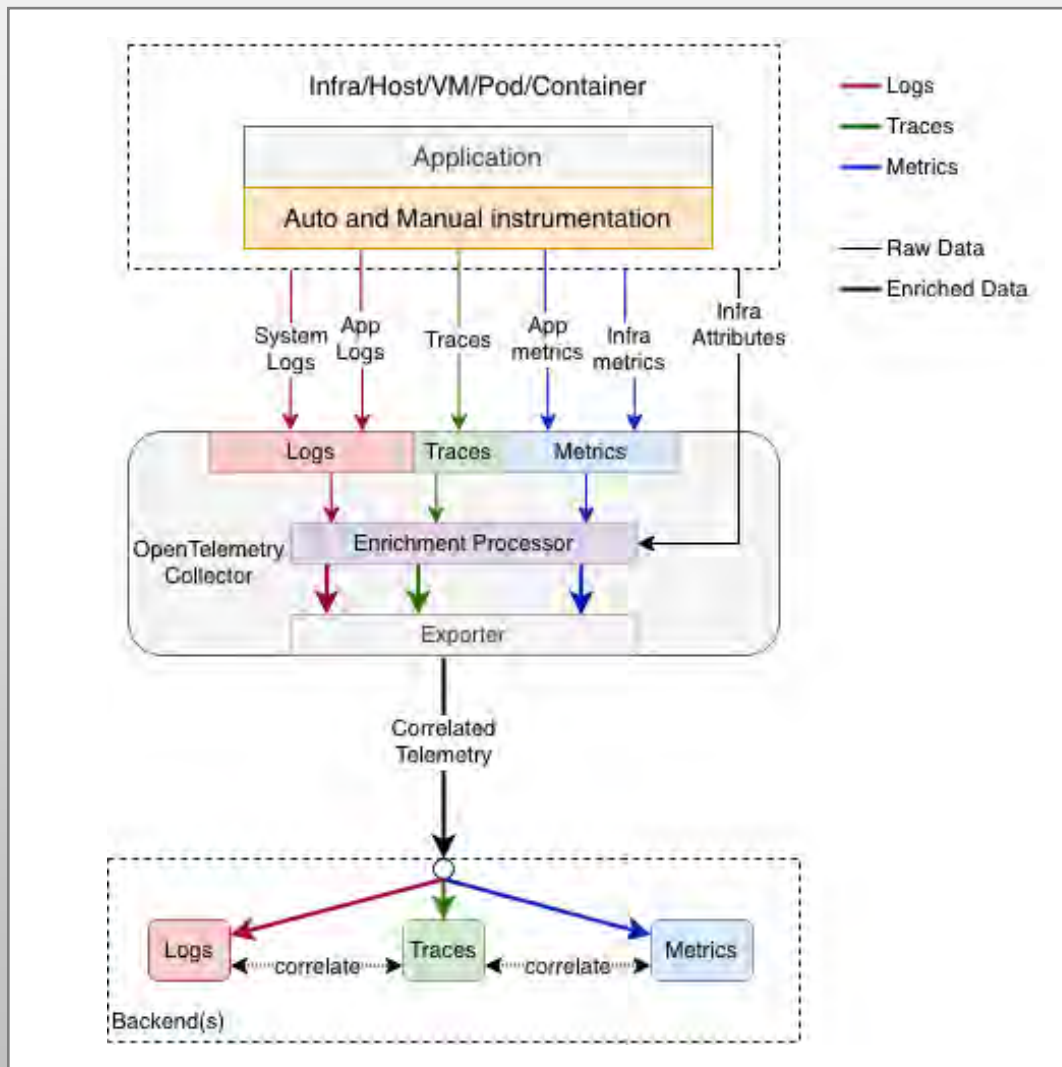 Infra/Host/VM/Pod/Container
Application
Auto and Manual instrumentation
Logs
Traces
Metrics
Raw Data
Enriched Data
System
Logs
App
Logs
Traces
App
metrics
Infra
metrics
Infra
Attributes
Logs
Traces
Metrics
OpenTelemetry
Collector
Enrichment Processor
Exporter
Correlated
Telemetry
Logs
correlate
Traces
correlate
Metrics
Backend(s)